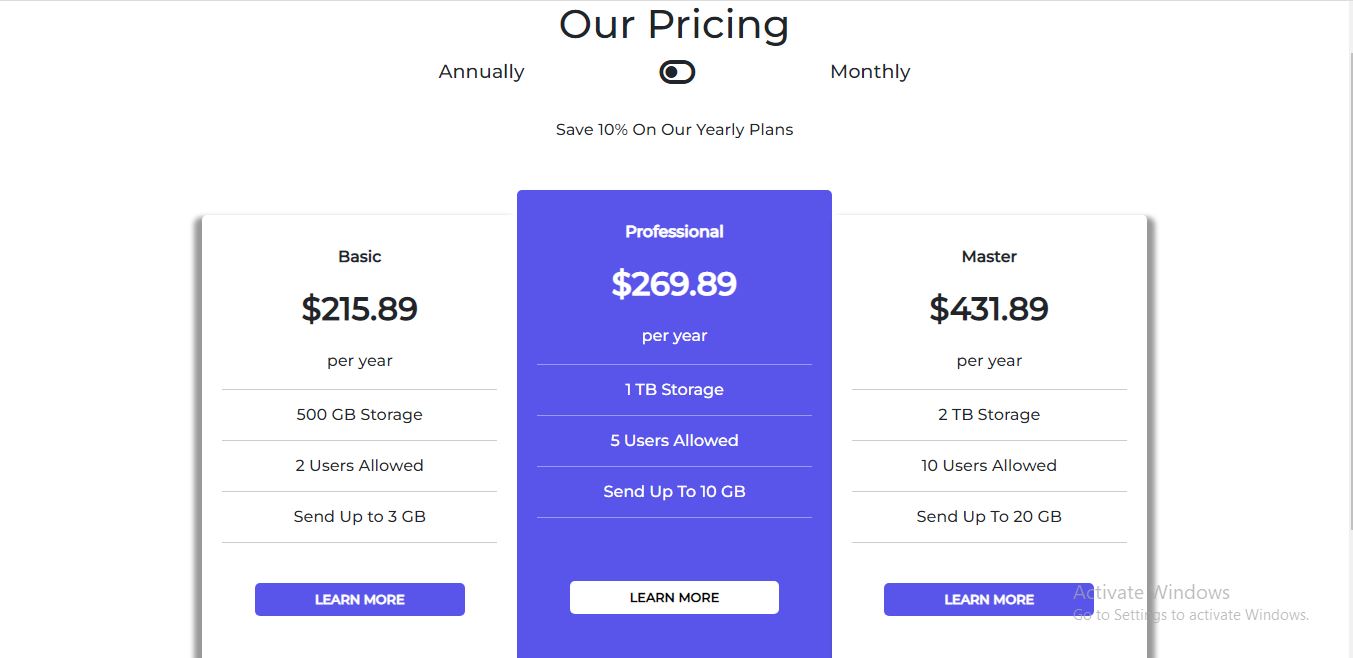 Our Pricing
Annually
Monthly
Save 10% On Our Yearly Plans
Basic
$215.89
per year
500 GB Storage
2 Users Allowed
Send Up to 3 GB
LEARN MORE
Professional
$269.89
per year
1 TB Storage
5 Users Allowed
Send Up To 10 GB
LEARN MORE
Master
$431.89
per year
2 TB Storage
10 Users Allowed
Send Up To 20 GB
LEARN MORE
Activate Windows
Go to Settings to activate Windows.